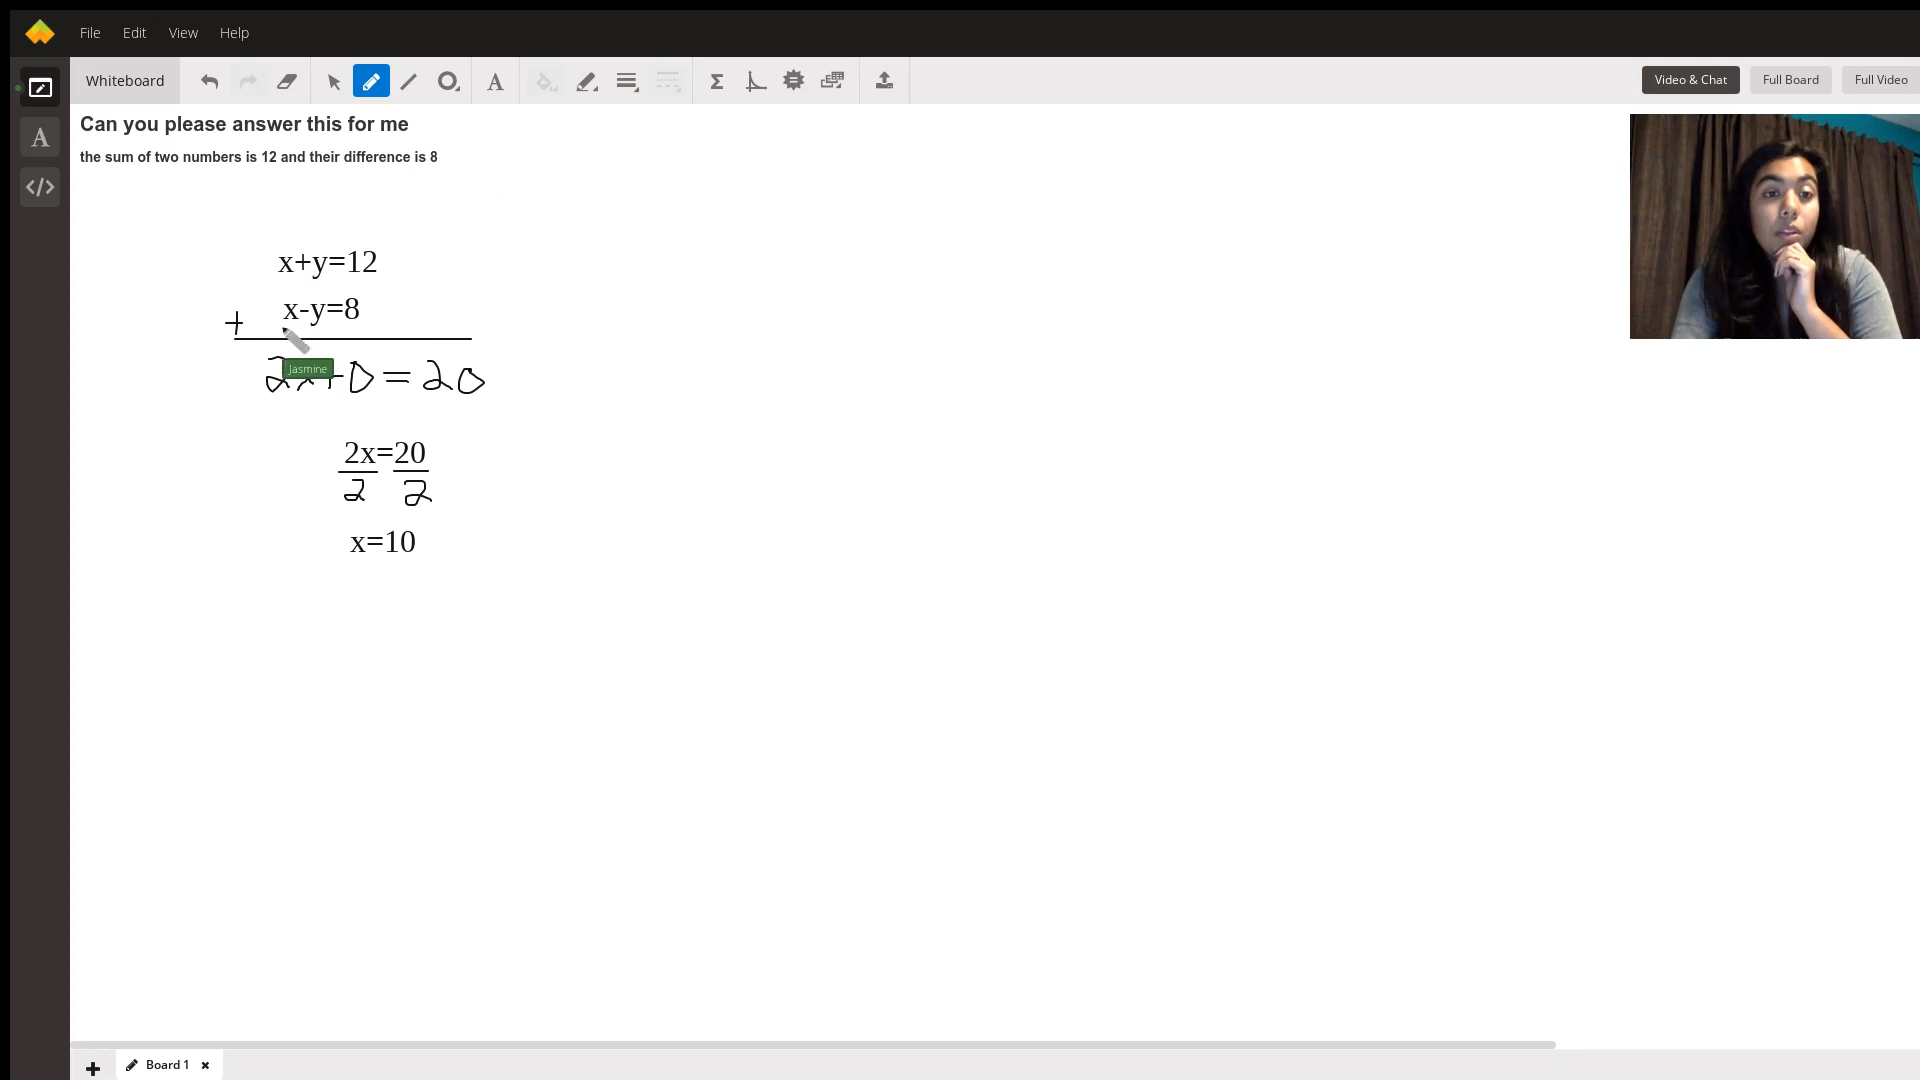 File Edit View Help
Whiteboard
A
Σ
Video & Chat
Full Board
Full Video
A
</>
Can you please answer this for me
the sum of two numbers is 12 and their difference is 8
x+y=12
x-y=8
+
Jasmine
2x+0=20
2x=20
2 2
x=10
Board 1